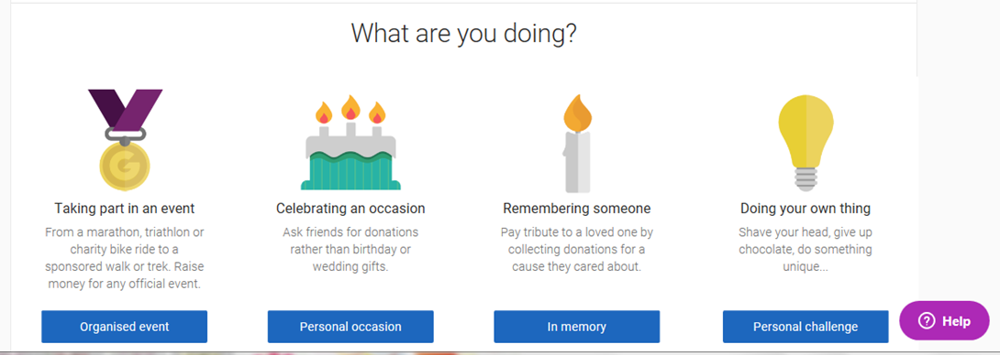 What are you doing?
G
Taking part in an event
From a marathon, triathlon or
charity bike ride to a
sponsored walk or trek. Raise
money for any official event.
Organised event
Celebrating an occasion
Ask friends for donations
rather than birthday or
wedding gifts.
Personal occasion
Remembering someone
Pay tribute to a loved one by
collecting donations for a
cause they cared about.
In memory
Doing your own thing
Shave your head, give up
chocolate, do something
unique...
Personal challenge
Help